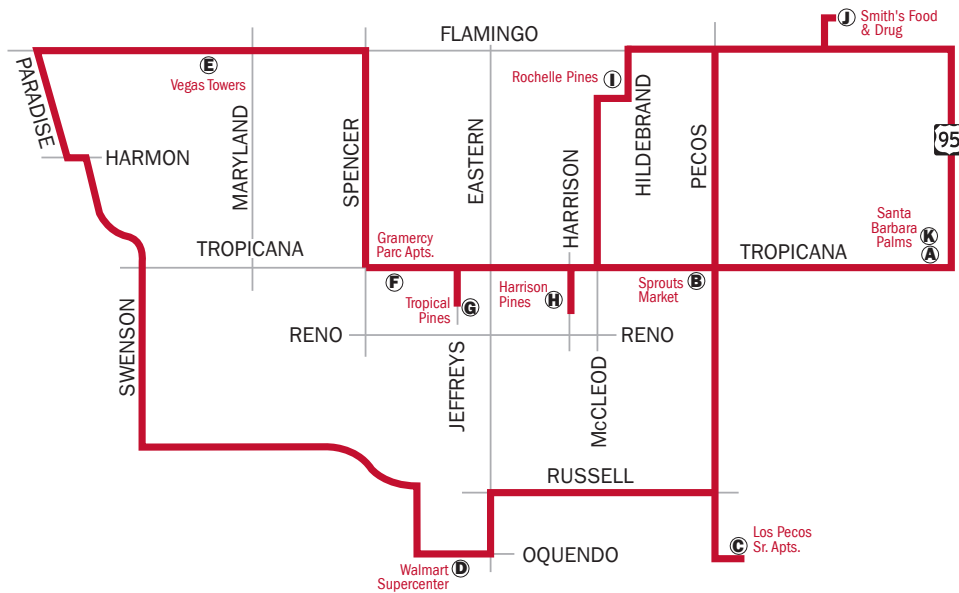 J Smith's Food
& Drug
FLAMINGO
PARADISE
E
Vegas Towers
Rochelle Pines I
MARYLAND
SPENCER
EASTERN
HARRISON
HILDEBRAND
PECOS
95
HARMON
Santa
Barbara
Palms
K
A
TROPICANA
Gramercy
Parc Apts.
TROPICANA
F
Tropical
Pines
G
Harrison
Pines
H
Sprouts
Market
B
RENO
RENO
SWENSON
JEFFREYS
McCLEOD
RUSSELL
Los Pecos
Sr. Apts.
C
OQUENDO
Walmart
Supercenter
D